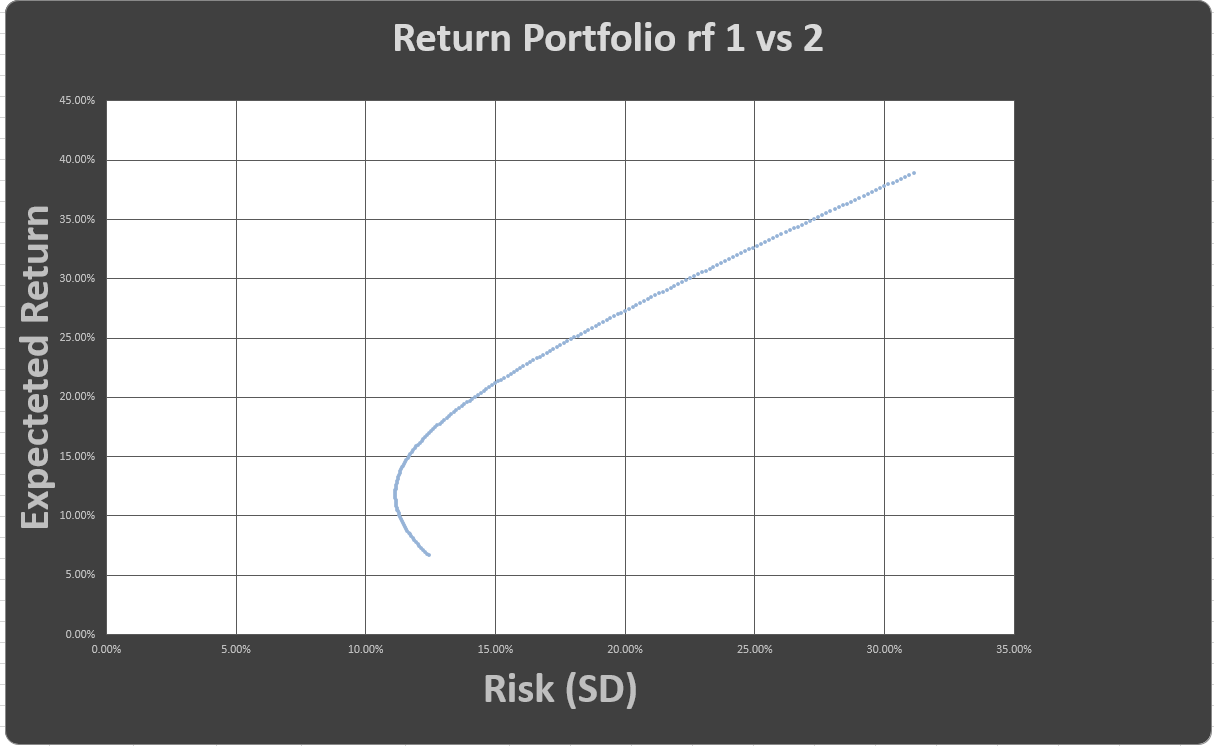 Return Portfolio rf 1 vs 2
45.00%
40.00%
35.00%
30.00%
25.00%
20.00%
15.00%
10.00%
5.00%
0.00%
Expecteted Return
0.00% 5.00% 10.00% 15.00% 20.00% 25.00% 30.00% 35.00%
Risk (SD)